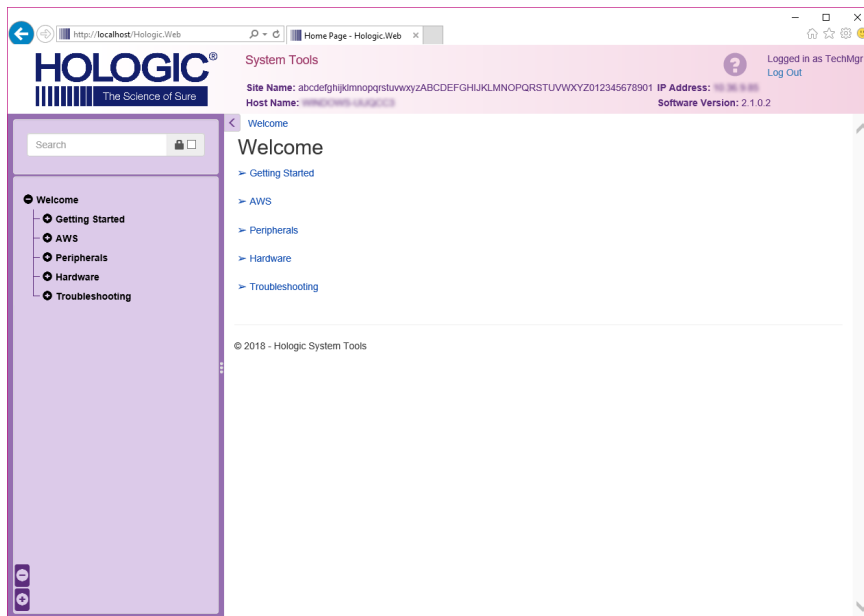 http://localhost/Hologic.Web
Home Page - Hologic.Web
HOLOGIC®
The Science of Sure
System Tools
Logged in as TechMgr
Log Out
Site Name: abcdefghijklmnopqrstuvwxyzABCDEFGHIJKLMNOPQRSTUVWXYZ012345678901 IP Address:
Host Name:
Software Version: 2.1.0.2
Search
Welcome
Getting Started
AWS
Peripherals
Hardware
Troubleshooting
Welcome
Welcome
➢ Getting Started
➢ AWS
➢ Peripherals
➢ Hardware
➢ Troubleshooting
© 2018 - Hologic System Tools